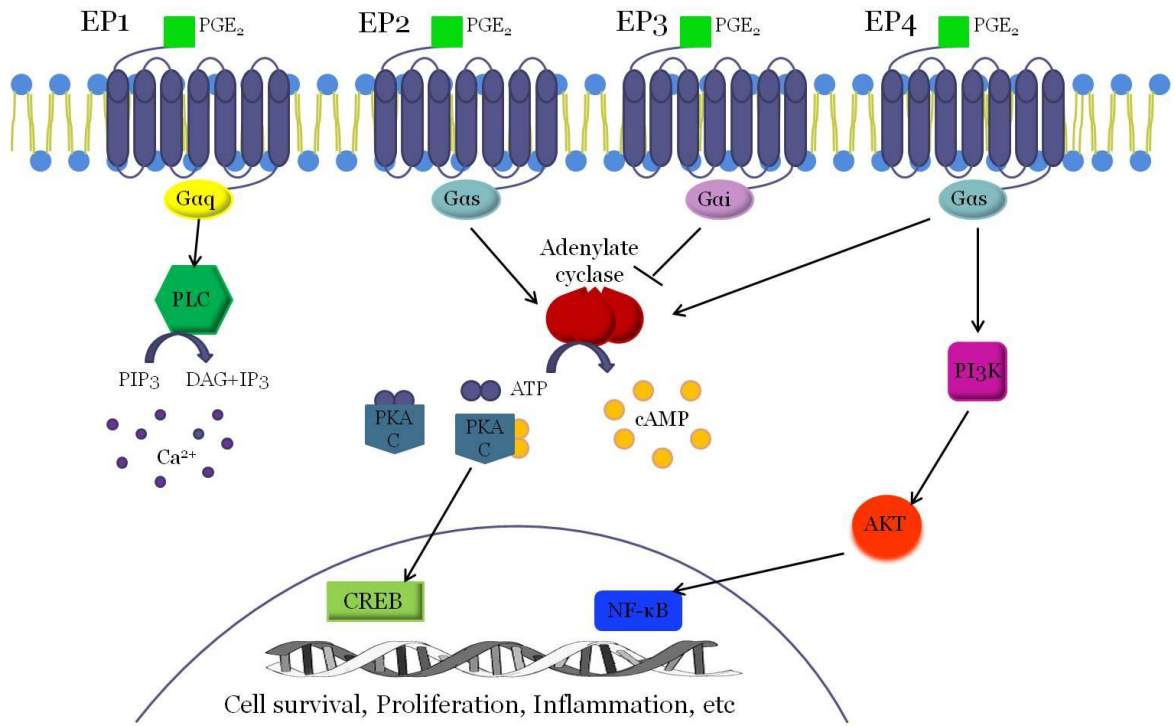 EP1
PGE₂
EP2
PGE₂
EP3
PGE₂
EP4
PGE₂
Gαq
Gαs
Gαi
Gαs
Adenylate
cyclase
PLC
PIP3
DAG+IP3
ATP
cAMP
PI3K
PKA
C
PKA
C
Ca²⁺
AKT
CREB
NF-κB
Cell survival, Proliferation, Inflammation, etc